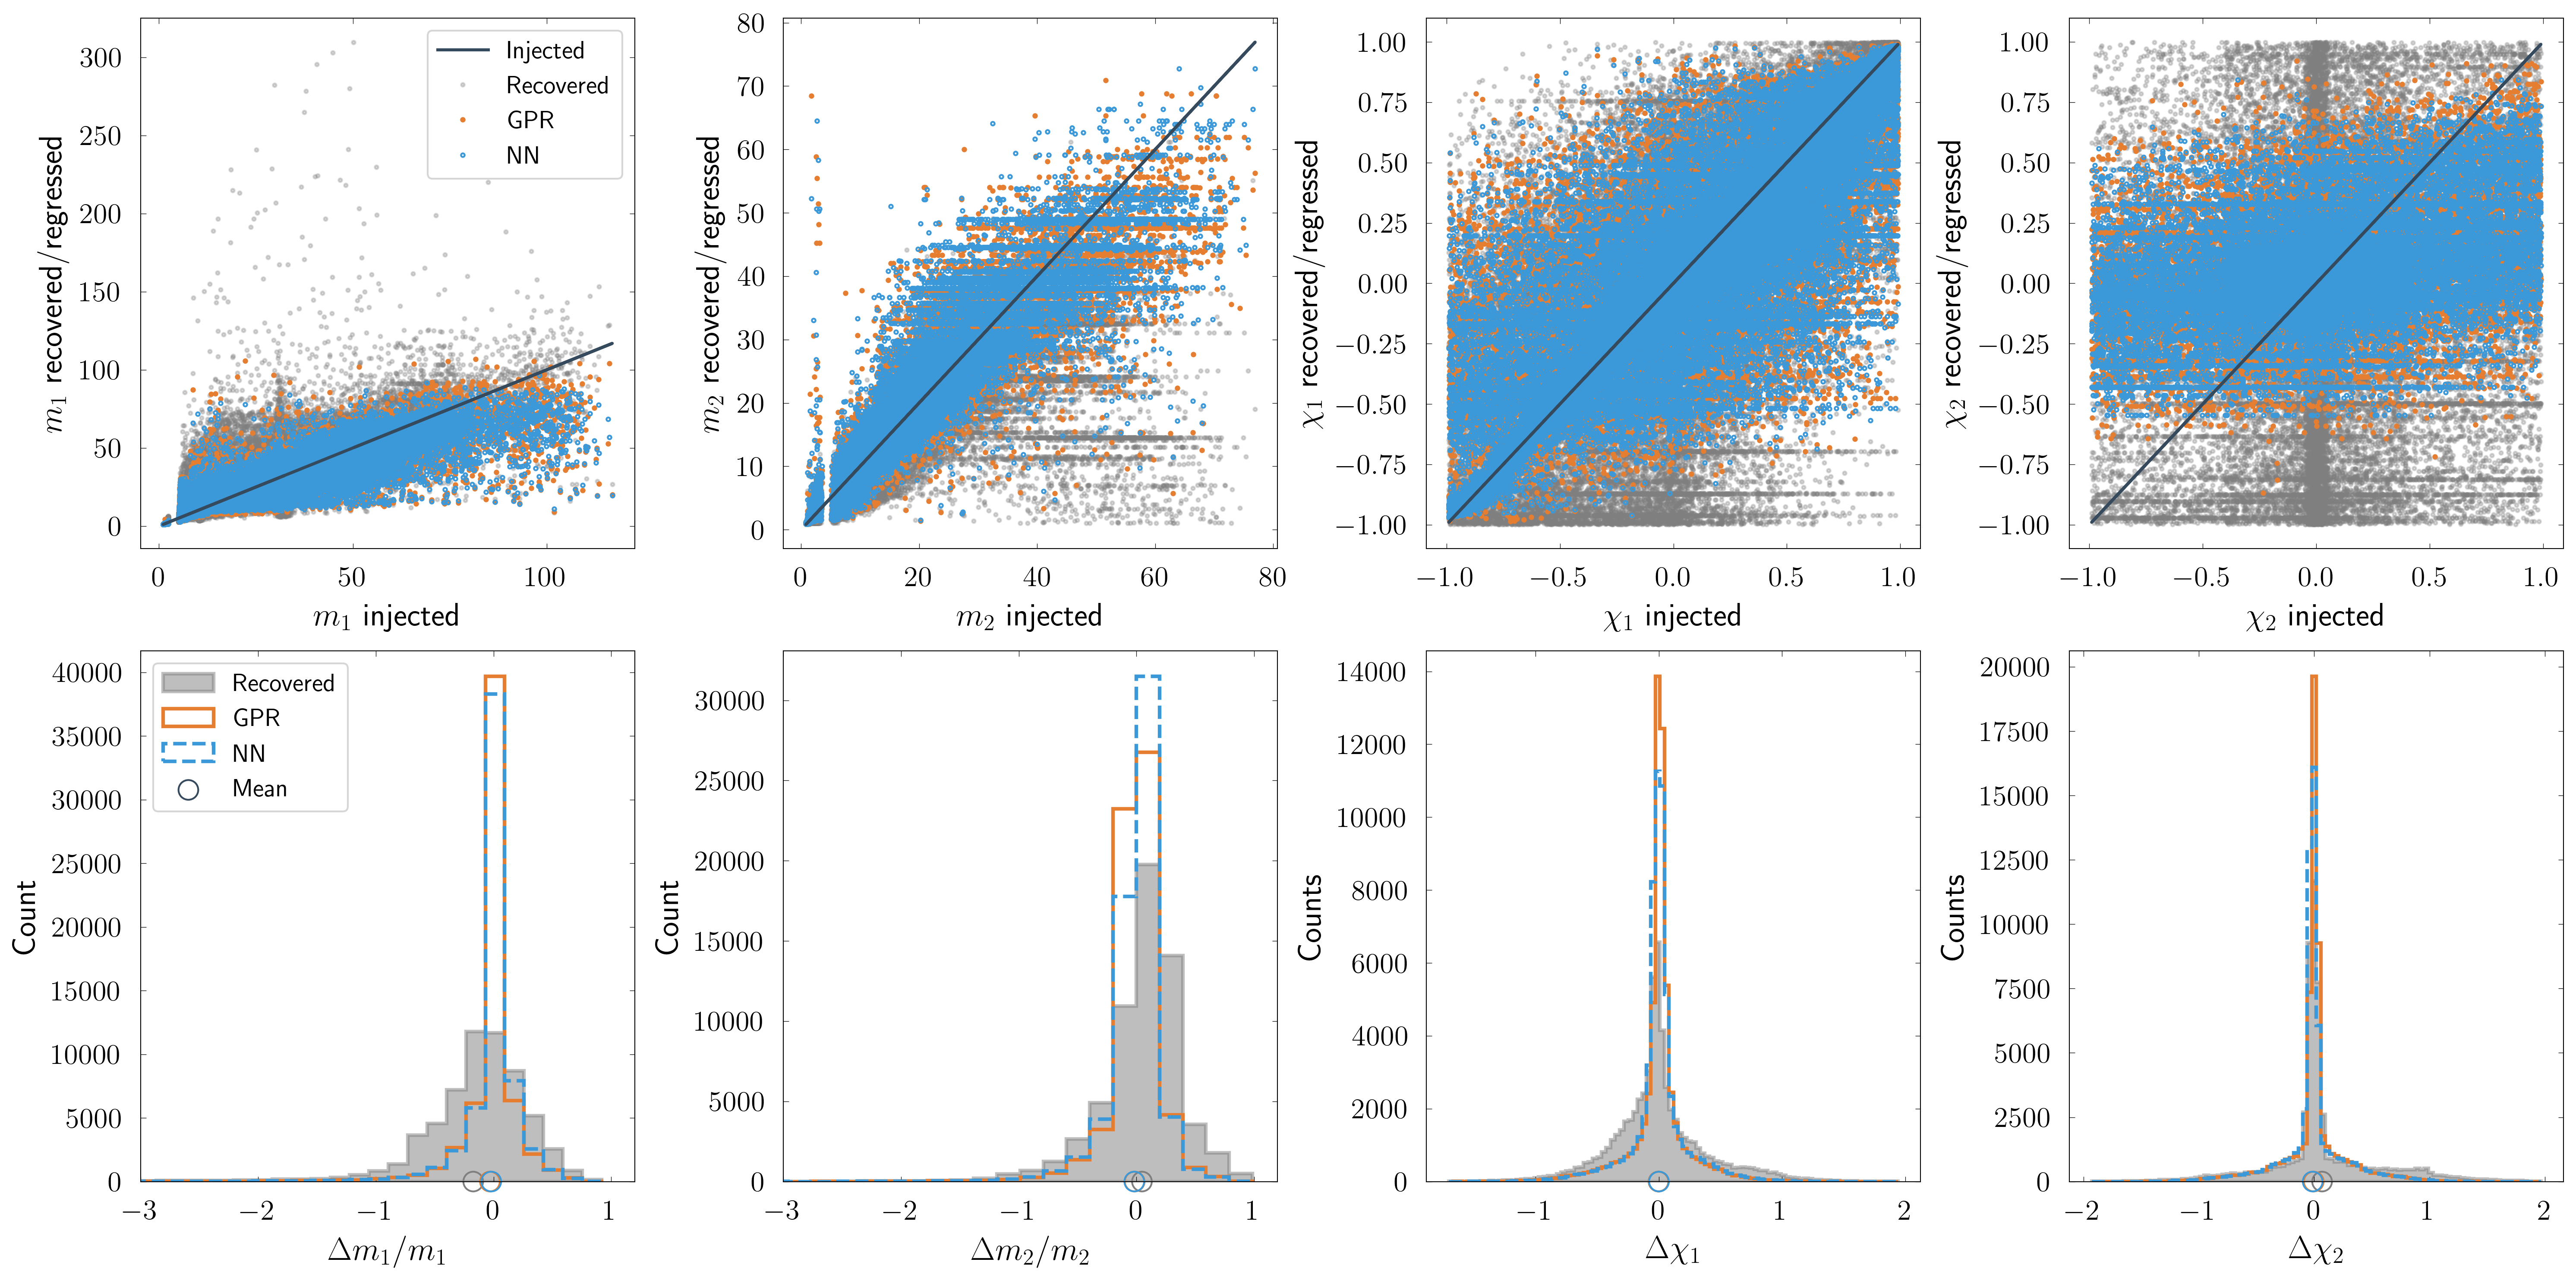 Injected
Recovered
GPR
NN
300
250
200
150
100
50
0
m₁ recovered/regressed
0 50 100
m₁ injected
80
70
60
50
40
30
20
10
0
m₂ recovered/regressed
0 20 40 60 80
m₂ injected
1.00
0.75
0.50
0.25
0.00
−0.25
−0.50
−0.75
−1.00
χ₁ recovered/regressed
−1.0 −0.5 0.0 0.5 1.0
χ₁ injected
1.00
0.75
0.50
0.25
0.00
−0.25
−0.50
−0.75
−1.00
χ₂ recovered/regressed
−1.0 −0.5 0.0 0.5 1.0
χ₂ injected
Recovered
GPR
NN
Mean
40000
35000
30000
25000
20000
15000
10000
5000
0
Count
−3 −2 −1 0 1
Δm₁/m₁
30000
25000
20000
15000
10000
5000
0
Count
−3 −2 −1 0 1
Δm₂/m₂
14000
12000
10000
8000
6000
4000
2000
0
Counts
−1 0 1 2
Δχ₁
20000
17500
15000
12500
10000
7500
5000
2500
0
Counts
−2 −1 0 1 2
Δχ₂